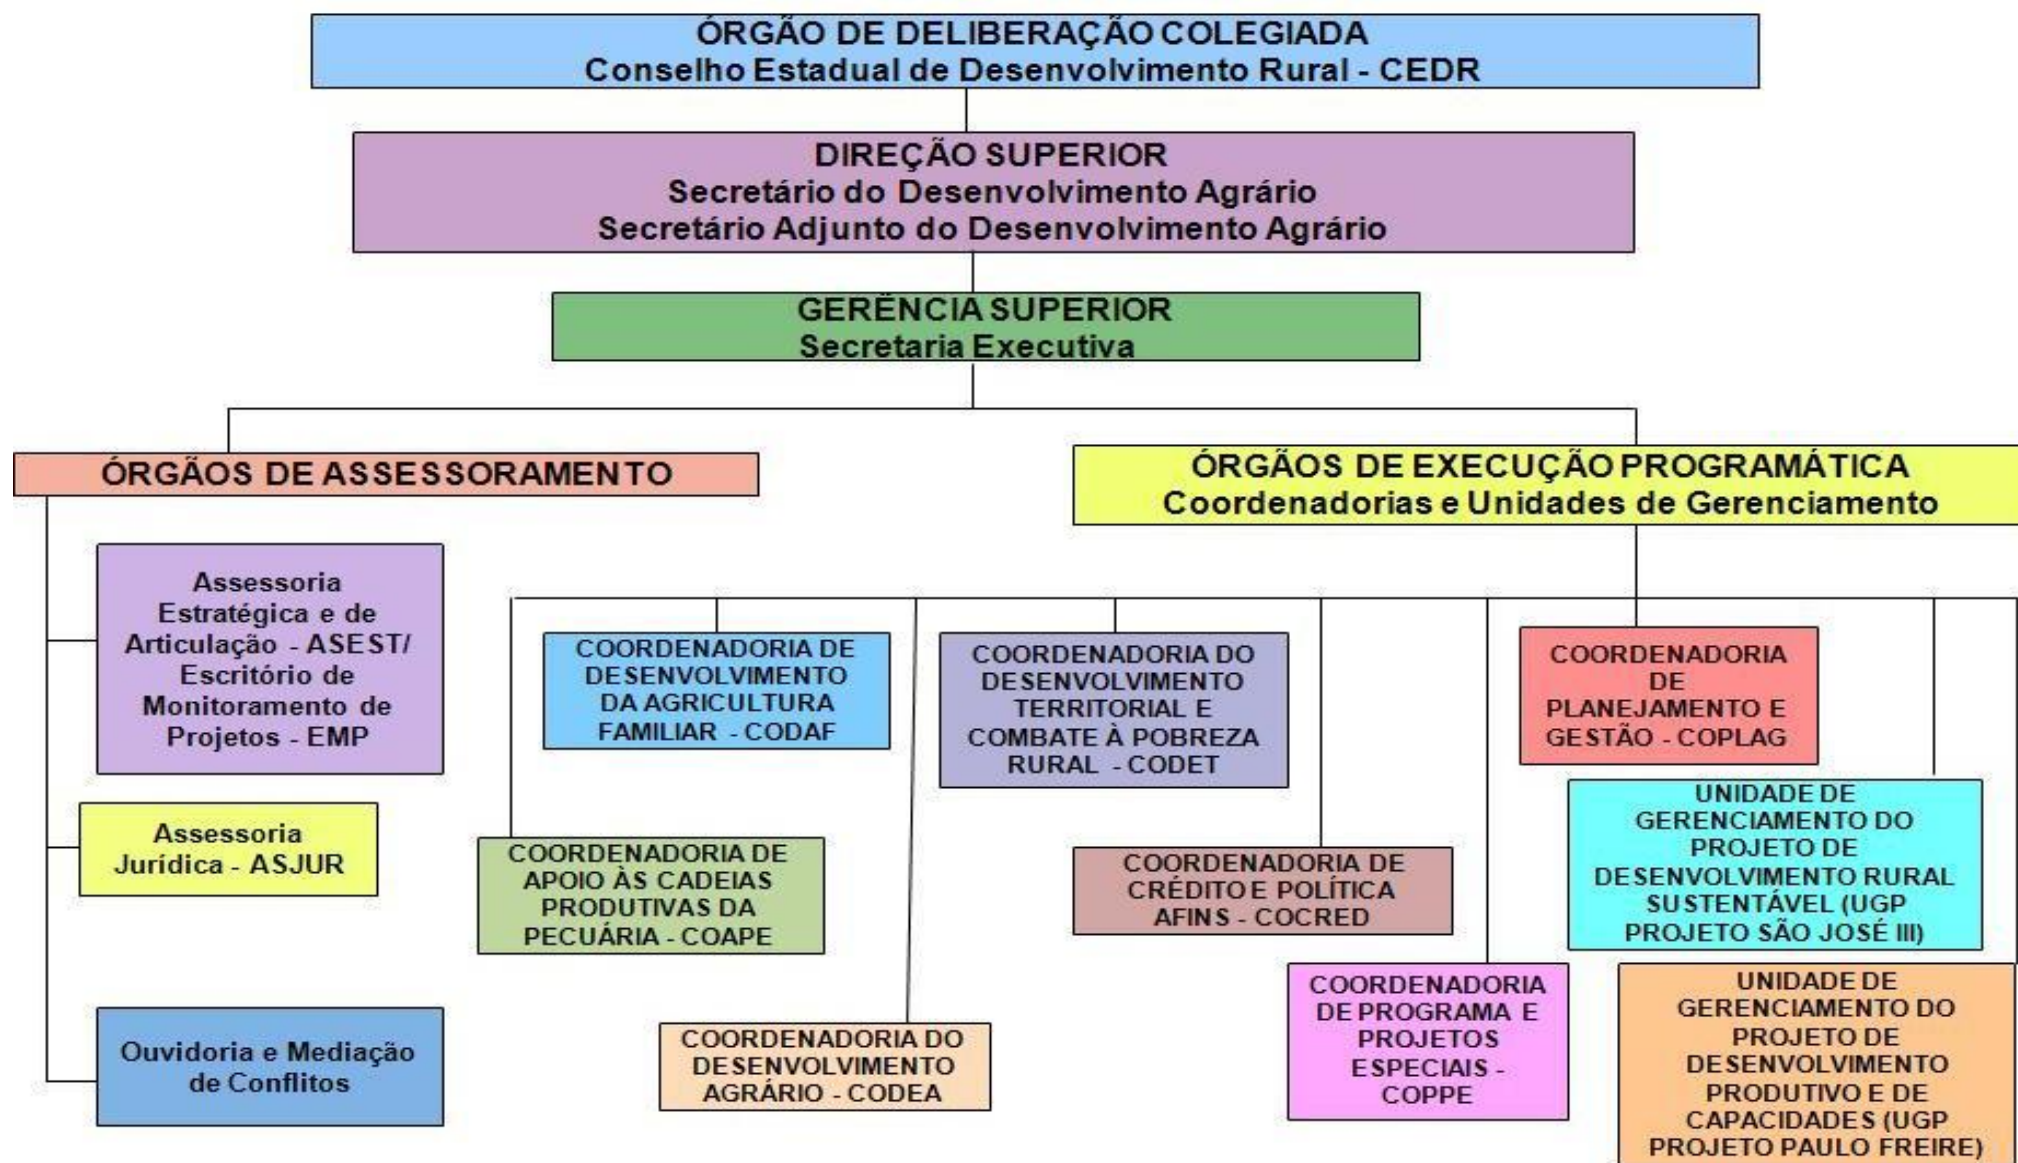 ÓRGÃO DE DELIBERAÇÃO COLEGIADA
Conselho Estadual de Desenvolvimento Rural - CEDR
DIREÇÃO SUPERIOR
Secretário do Desenvolvimento Agrário
Secretário Adjunto do Desenvolvimento Agrário
GERÊNCIA SUPERIOR
Secretaria Executiva
ÓRGÃOS DE ASSESSORAMENTO
ÓRGÃOS DE EXECUÇÃO PROGRAMÁTICA
Coordenadorias e Unidades de Gerenciamento
Assessoria
Estratégica e de
Articulação - ASEST/
Escritório de
Monitoramento de
Projetos - EMP
Assessoria
Jurídica - ASJUR
Ouvidoria e Mediação
de Conflitos
COORDENADORIA DE
DESENVOLVIMENTO
DA AGRICULTURA
FAMILIAR - CODAF
COORDENADORIA DO
DESENVOLVIMENTO
TERRITORIAL E
COMBATE À POBREZA
RURAL - CODET
COORDENADORIA
DE
PLANEJAMENTO E
GESTÃO - COPLAG
COORDENADORIA DE
APOIO ÀS CADEIAS
PRODUTIVAS DA
PECUÁRIA - COAPE
COORDENADORIA DE
CRÉDITO E POLÍTICA
AFINS - COCRED
UNIDADE DE
GERENCIAMENTO DO
PROJETO DE
DESENVOLVIMENTO RURAL
SUSTENTÁVEL (UGP
PROJETO SÃO JOSÉ III)
COORDENADORIA DO
DESENVOLVIMENTO
AGRÁRIO - CODEA
COORDENADORIA
DE PROGRAMA E
PROJETOS
ESPECIAIS -
COPPE
UNIDADE DE
GERENCIAMENTO DO
PROJETO DE
DESENVOLVIMENTO
PRODUTIVO E DE
CAPACIDADES (UGP
PROJETO PAULO FREIRE)